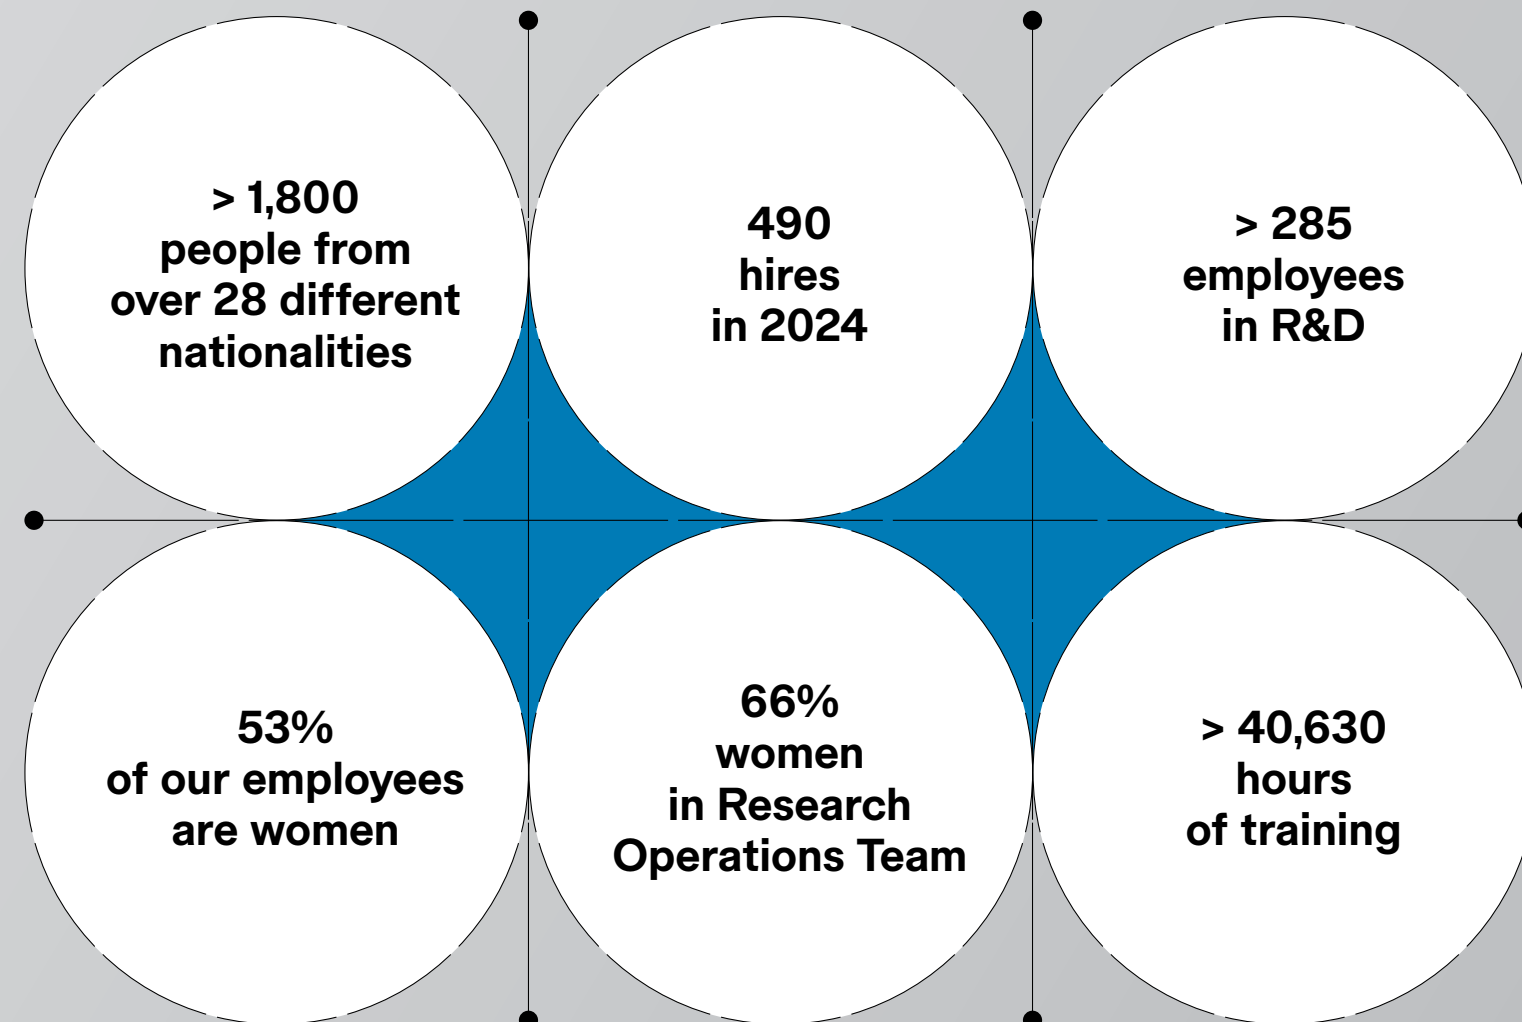 > 1,800
people from
over 28 different
nationalities
490
hires
in 2024
> 285
employees
in R&D
53%
of our employees
are women
66%
women
in Research
Operations Team
> 40,630
hours
of training